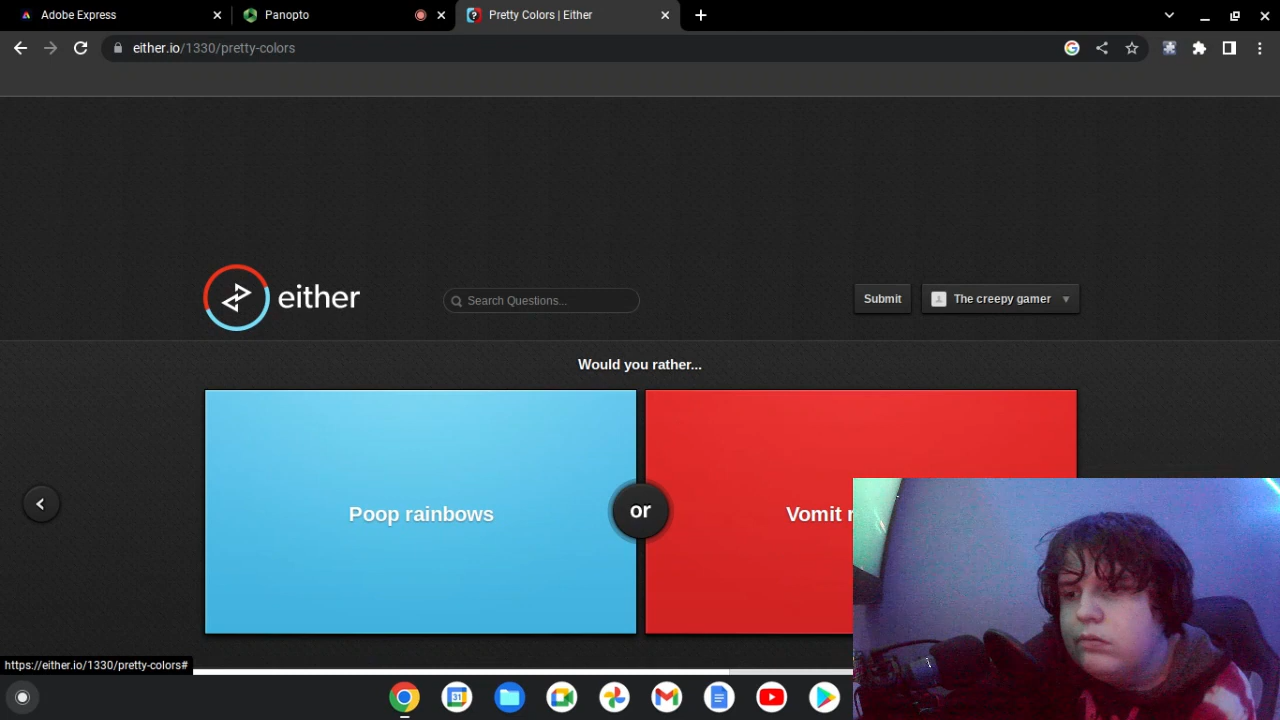 Adobe Express
Panopto
Pretty Colors | Either
either.io/1330/pretty-colors
either
Search Questions...
Submit
The creepy gamer
Would you rather...
Poop rainbows
or
Vomit
https://either.io/1330/pretty-colors#
31